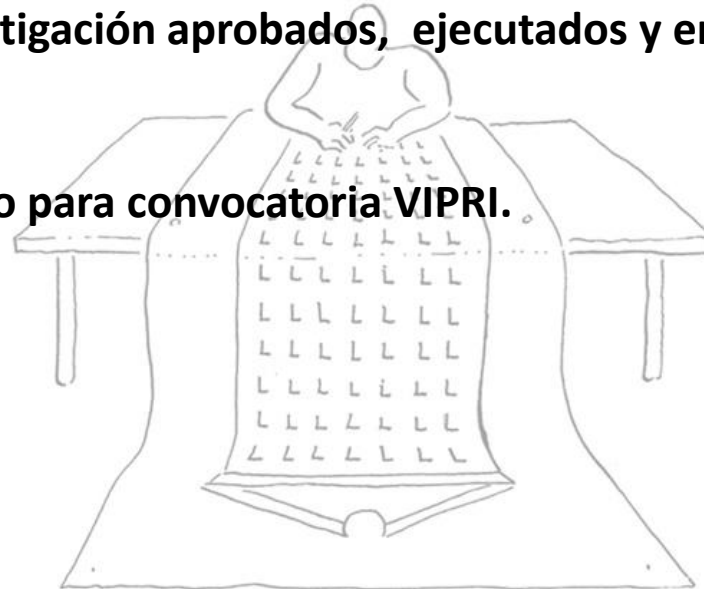 tigación aprobados, ejecutados y en
o para convocatoria VIPRI.